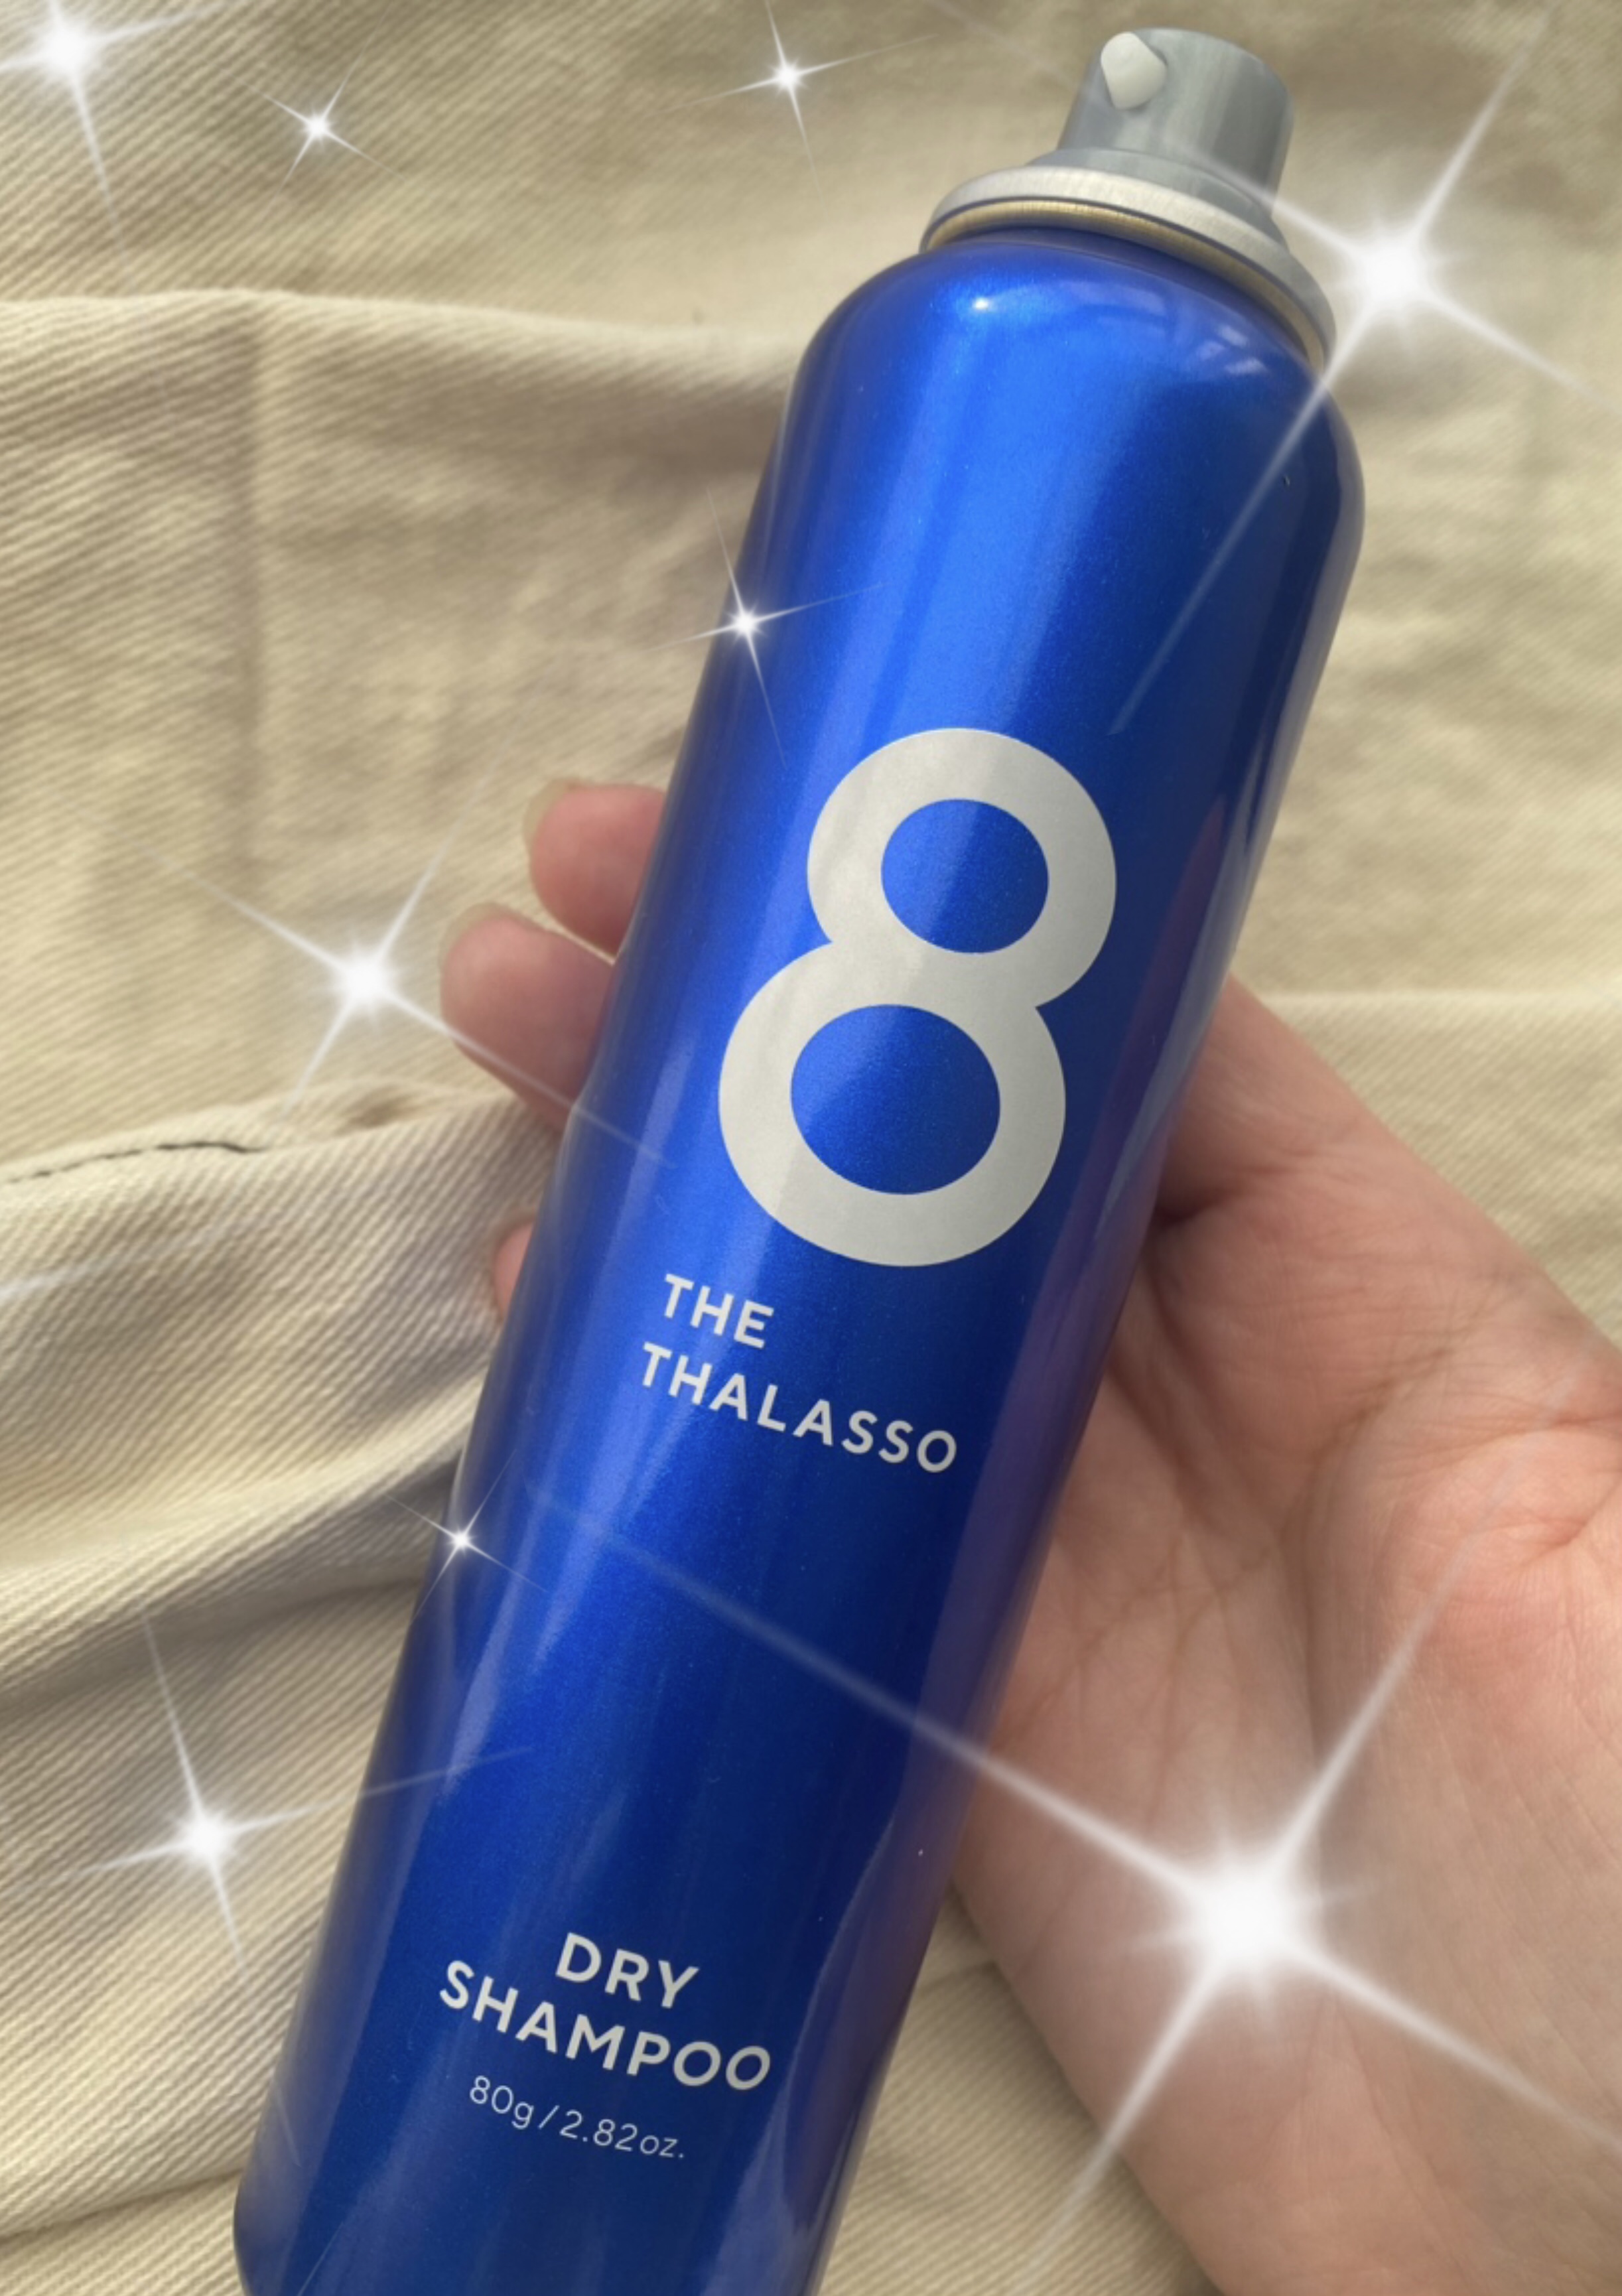 8
THE
THALASSO
DRY
SHAMPOO
80g/2.82oz.